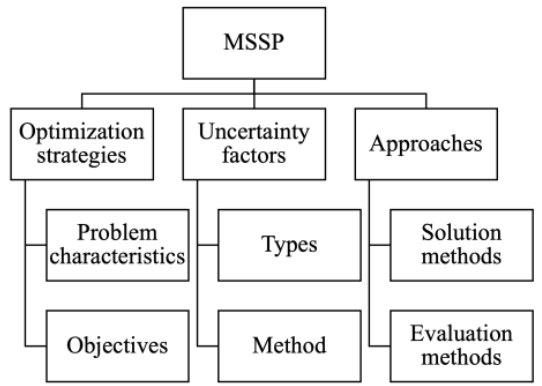 MSSP
Optimization
strategies
Uncertainty
factors
Approaches
Problem
characteristics
Types
Solution
methods
Objectives
Method
Evaluation
methods